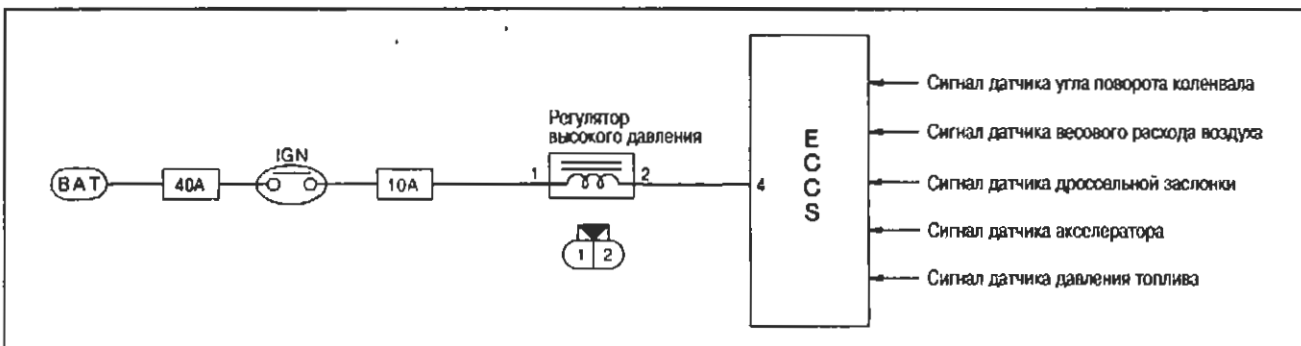 Регулятор
высокого давления
BAT
40A
IGN
10A
1
2
1 2
4
E
C
C
S
Сигнал датчика угла поворота коленвала
Сигнал датчика весового расхода воздуха
Сигнал датчика дроссельной заслонки
Сигнал датчика акселератора
Сигнал датчика давления топлива